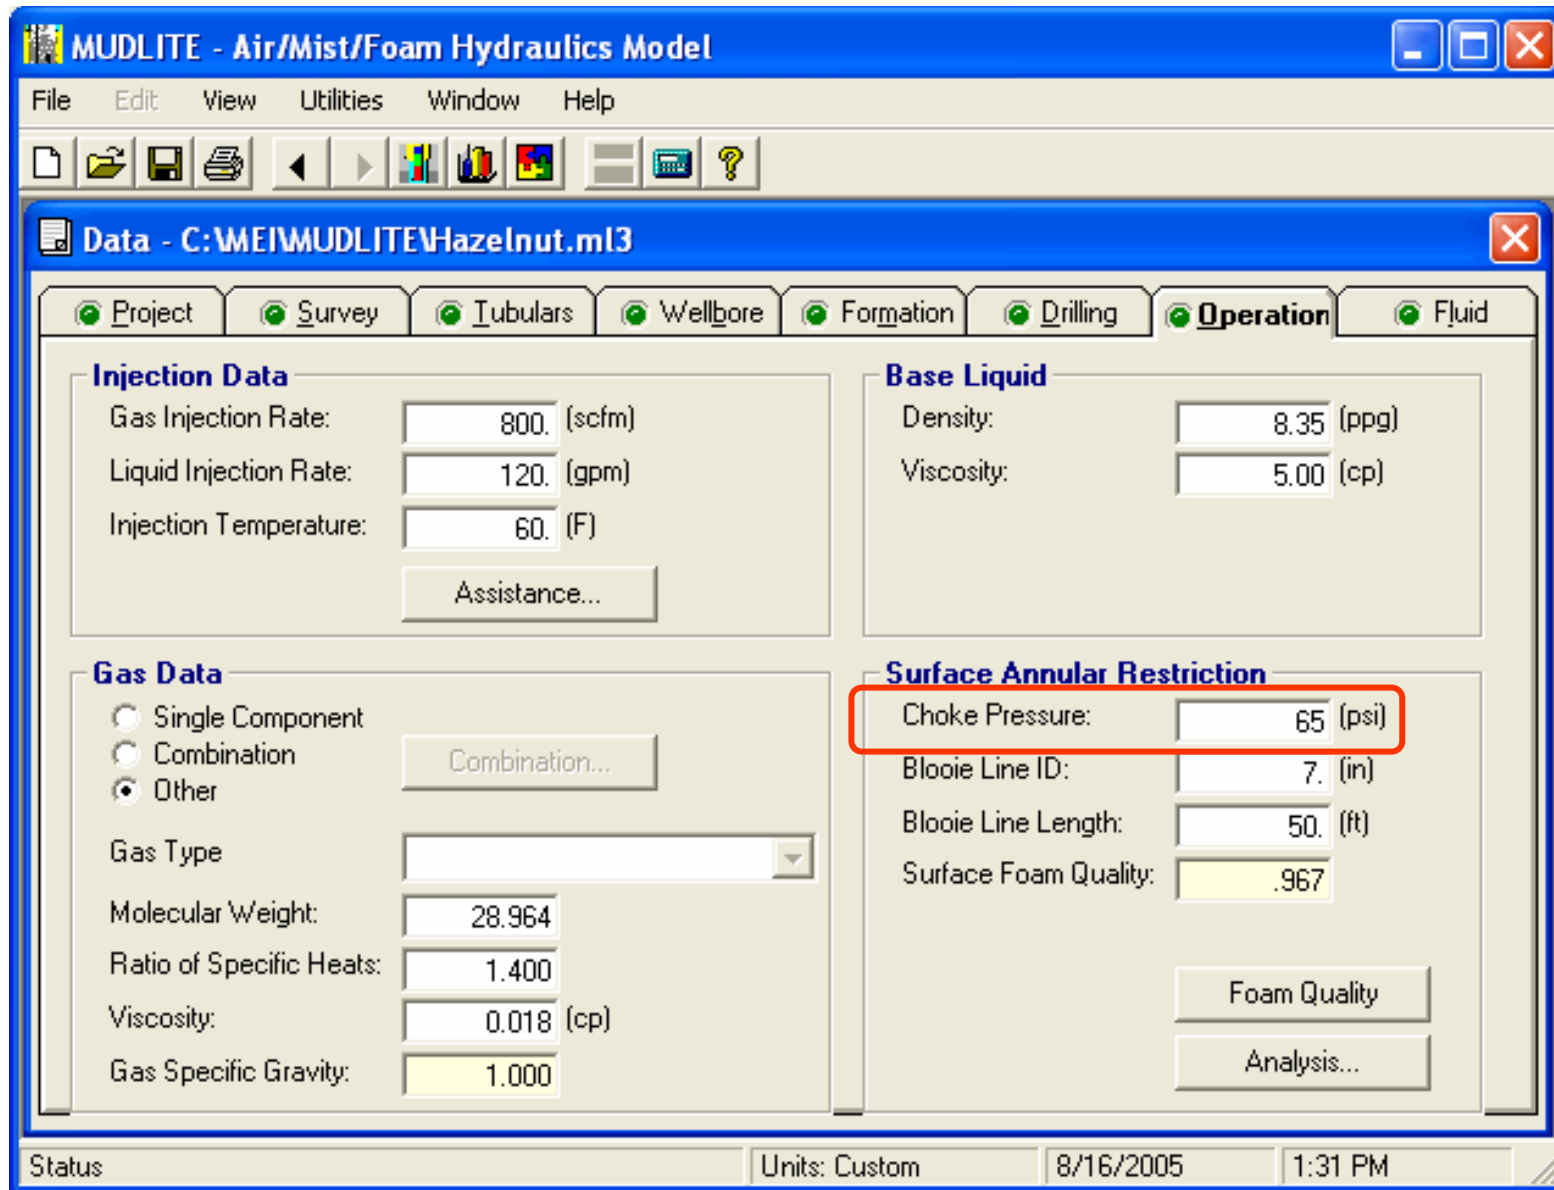 MUDLITE - Air/Mist/Foam Hydraulics Model
File Edit View Utilities Window Help
Data - C:\MEI\MUDLITE\Hazelnut.ml3
Project Survey Tubulars Wellbore Formation Drilling Operation Fluid
Injection Data
Gas Injection Rate: 800. (scfm)
Liquid Injection Rate: 120. (gpm)
Injection Temperature: 60. (F)
Assistance...
Base Liquid
Density: 8.35 (ppg)
Viscosity: 5.00 (cp)
Gas Data
Single Component
Combination
Other
Combination...
Gas Type
Molecular Weight: 28.964
Ratio of Specific Heats: 1.400
Viscosity: 0.018 (cp)
Gas Specific Gravity: 1.000
Surface Annular Restriction
Choke Pressure: 65 (psi)
Blooie Line ID: 7. (in)
Blooie Line Length: 50. (ft)
Surface Foam Quality: .967
Foam Quality
Analysis...
Status Units: Custom 8/16/2005 1:31 PM